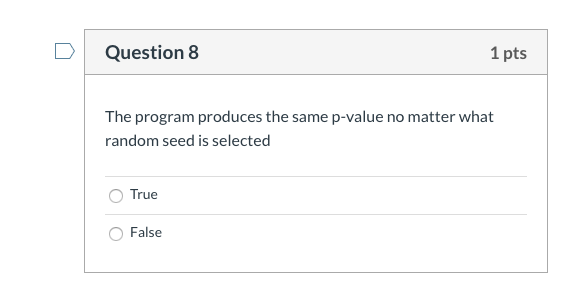 Question 8
1 pts
The program produces the same p-value no matter what
random seed is selected
True
False